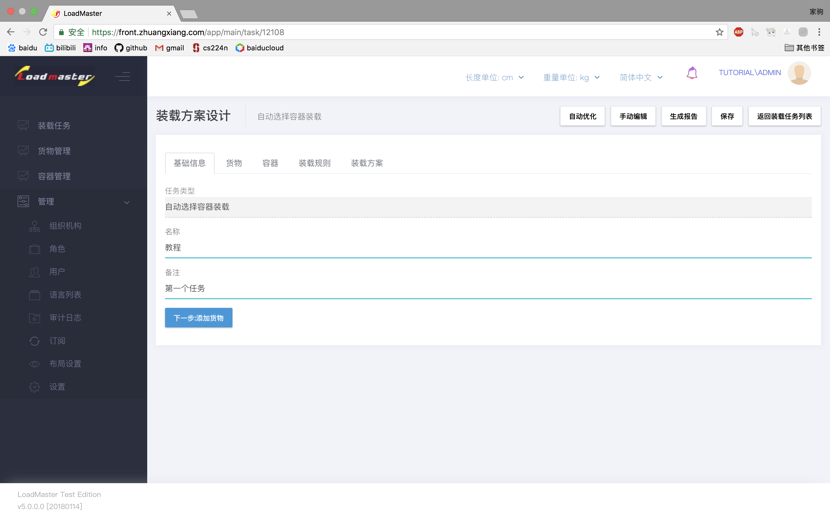 LoadMaster
家驹
安全 | https://front.zhuangxiang.com/app/main/task/12108
ABP
baidu bilibili info github gmail cs224n baiducloud 其他书签
Loadmaster
长度单位: cm 重量单位: kg 简体中文 TUTORIAL\ADMIN
装载方案设计 自动选择容器装载
自动优化 手动编辑 生成报告 保存 返回装载任务列表
装载任务
货物管理
容器管理
管理
组织机构
角色
用户
语言列表
审计日志
订阅
布局设置
设置
基础信息 货物 容器 装载规则 装载方案
任务类型
自动选择容器装载
名称
教程
备注
第一个任务
下一步:添加货物
LoadMaster Test Edition
v5.0.0.0 [20180114]